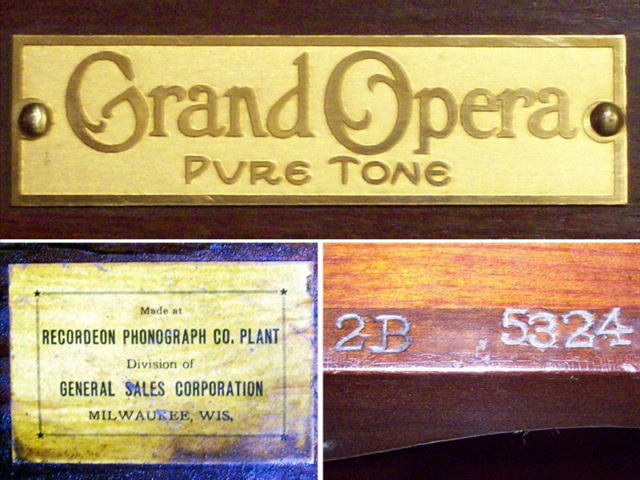 Grand Opera
PURE TONE
Made at
RECORDEON PHONOGRAPH CO. PLANT
Division of
GENERAL SALES CORPORATION
MILWAUKEE, WIS.
2B 5324